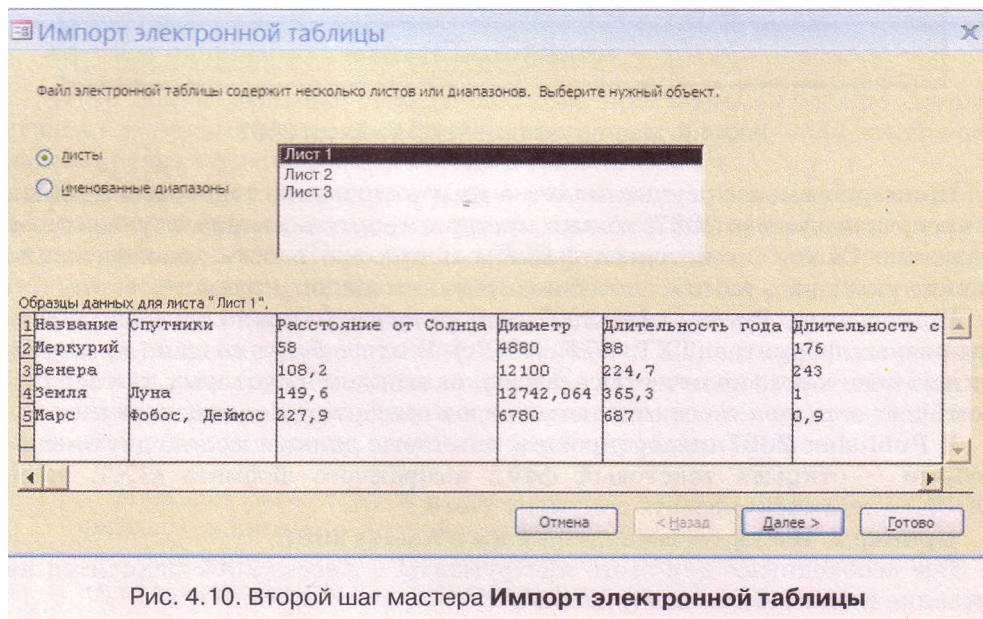 Импорт электронной таблицы
Файл электронной таблицы содержит несколько листов или диапазонов. Выберите нужный объект.
листы
именованные диапазоны
Лист 1
Лист 2
Лист 3
Образцы данных для листа "Лист 1".
1 Название Спутники Расстояние от Солнца Диаметр Длительность года Длительность с
2 Меркурий 58 4880 88 176
3 Венера 108,2 12100 224,7 243
4 Земля Луна 149,6 12742,064 365,3 1
5 Марс Фобос, Деймос 227,9 6780 687 0,9
Отмена < Назад Далее > Готово
Рис. 4.10. Второй шаг мастера Импорт электронной таблицы